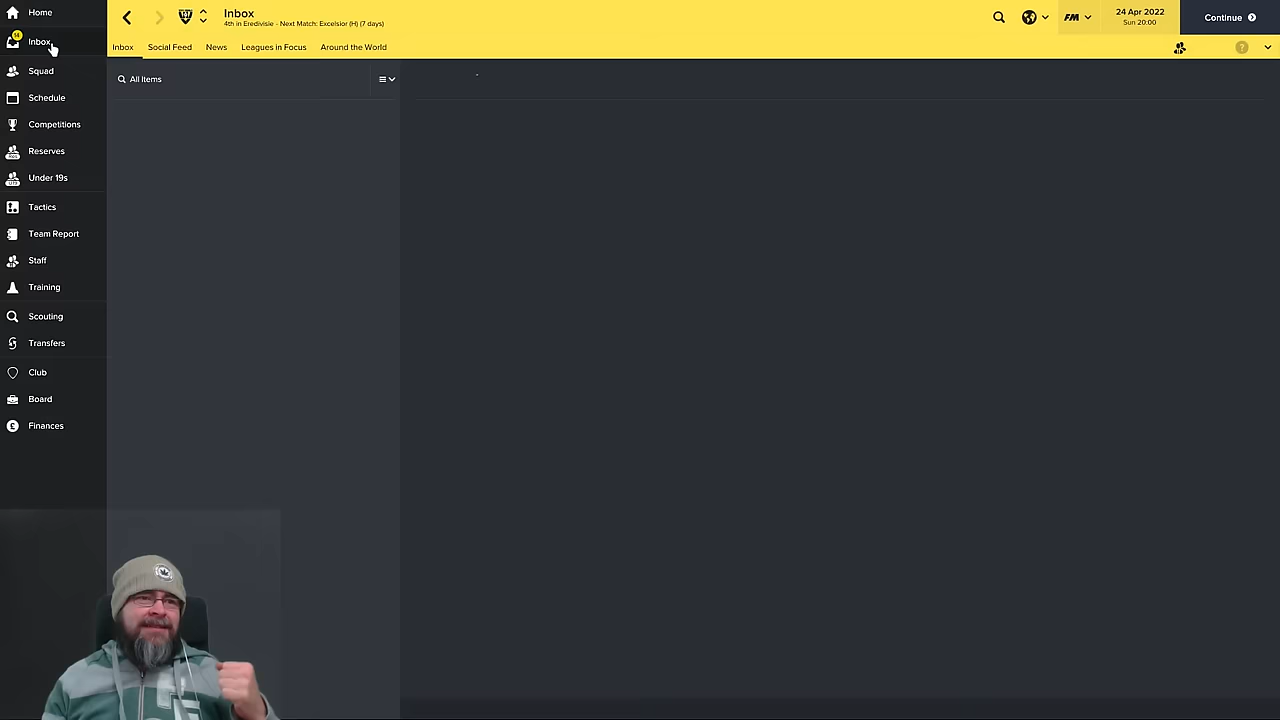 Home
Inbox
4th in Eredivisie - Next Match: Excelsior (H) (7 days)
FM
24 Apr 2022
Sun 20:00
Continue
14
Inbox
Inbox
Social Feed
News
Leagues in Focus
Around the World
?
Squad
All Items
Schedule
Competitions
Reserves
Under 19s
Tactics
Team Report
Staff
Training
Scouting
Transfers
Club
Board
Finances